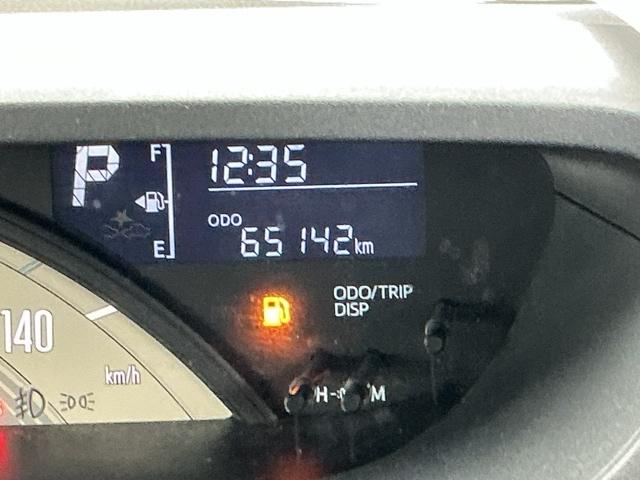 P
F
12:35
ODO
65142km
E
ODO/TRIP
DISP
140
km/h
H
M